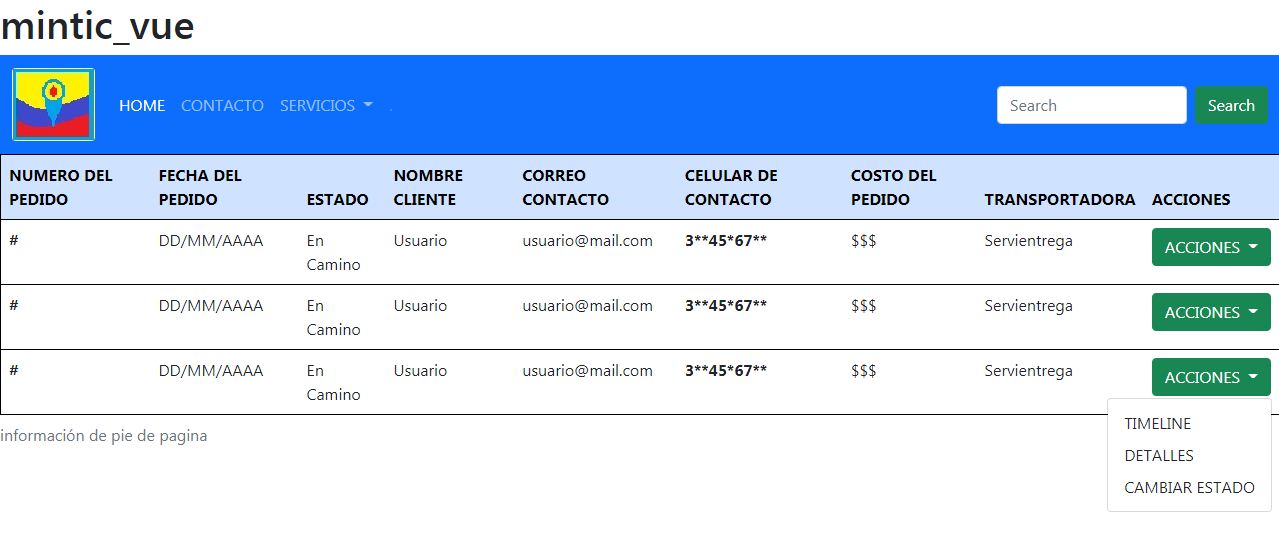 mintic_vue
HOME CONTACTO SERVICIOS .
Search Search
NUMERO DEL PEDIDO FECHA DEL PEDIDO ESTADO NOMBRE CLIENTE CORREO CONTACTO CELULAR DE CONTACTO COSTO DEL PEDIDO TRANSPORTADORA ACCIONES
# DD/MM/AAAA En Camino Usuario usuario@mail.com 3**45*67** $$$ Servientrega ACCIONES
# DD/MM/AAAA En Camino Usuario usuario@mail.com 3**45*67** $$$ Servientrega ACCIONES
# DD/MM/AAAA En Camino Usuario usuario@mail.com 3**45*67** $$$ Servientrega ACCIONES
información de pie de pagina
TIMELINE
DETALLES
CAMBIAR ESTADO